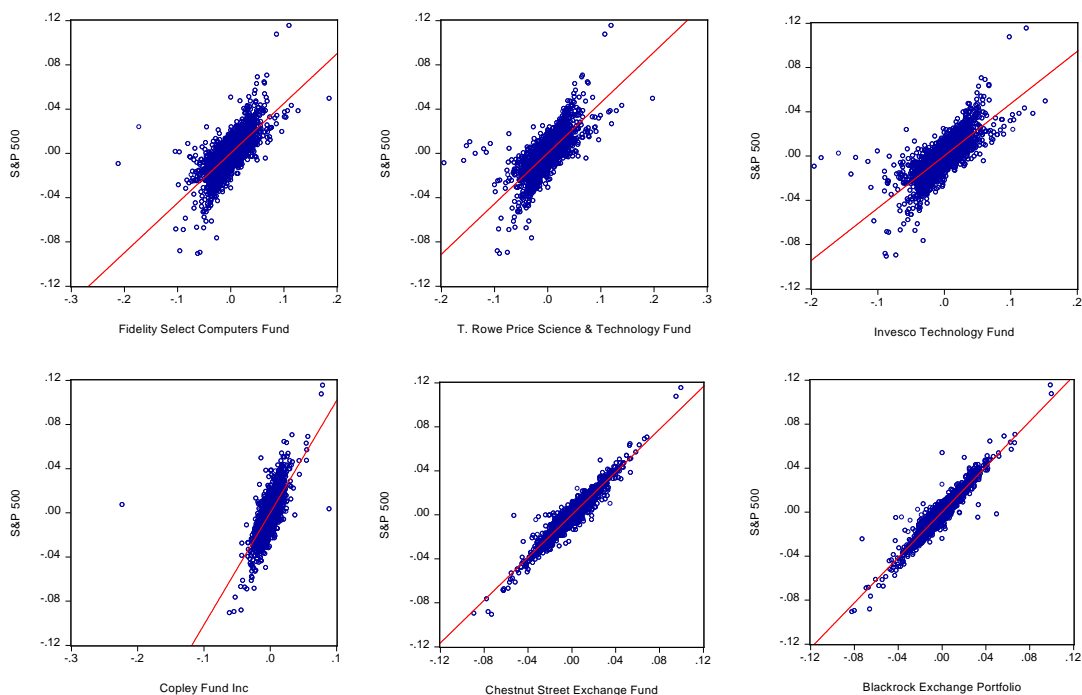 .12
.08
.04
.00
-.04
-.08
-.12
S&P 500
-.3 -.2 -.1 .0 .1 .2
Fidelity Select Computers Fund
.12
.08
.04
.00
-.04
-.08
-.12
S&P 500
-.2 -.1 .0 .1 .2 .3
T. Rowe Price Science & Technology Fund
.12
.08
.04
.00
-.04
-.08
-.12
S&P 500
-.2 -.1 .0 .1 .2
Invesco Technology Fund
.12
.08
.04
.00
-.04
-.08
-.12
S&P 500
-.3 -.2 -.1 .0 .1
Copley Fund Inc
.12
.08
.04
.00
-.04
-.08
-.12
S&P 500
-.12 -.08 -.04 .00 .04 .08 .12
Chestnut Street Exchange Fund
.12
.08
.04
.00
-.04
-.08
-.12
S&P 500
-.12 -.08 -.04 .00 .04 .08 .12
Blackrock Exchange Portfolio